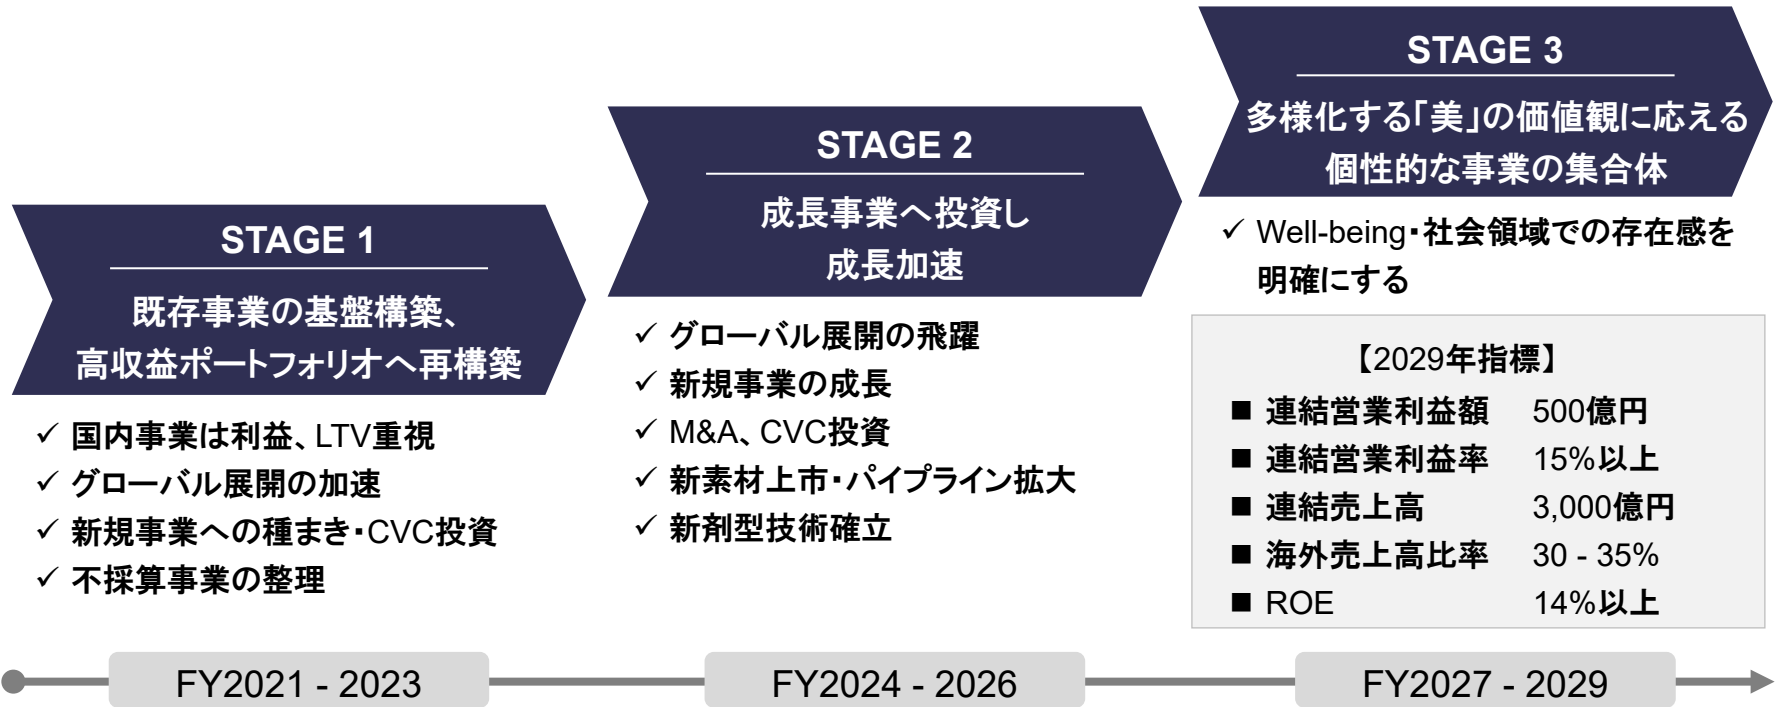 STAGE 1
既存事業の基盤構築、
高収益ポートフォリオへ再構築
✓ 国内事業は利益、LTV重視
✓ グローバル展開の加速
✓ 新規事業への種まき・CVC投資
✓ 不採算事業の整理
FY2021 - 2023
STAGE 2
成長事業へ投資し
成長加速
✓ グローバル展開の飛躍
✓ 新規事業の成長
✓ M&A、CVC投資
✓ 新素材上市・パイプライン拡大
✓ 新剤型技術確立
FY2024 - 2026
STAGE 3
多様化する「美」の価値観に応える
個性的な事業の集合体
✓ Well-being・社会領域での存在感を
明確にする
【2029年指標】
■ 連結営業利益額 500億円
■ 連結営業利益率 15%以上
■ 連結売上高 3,000億円
■ 海外売上高比率 30 - 35%
■ ROE 14%以上
FY2027 - 2029